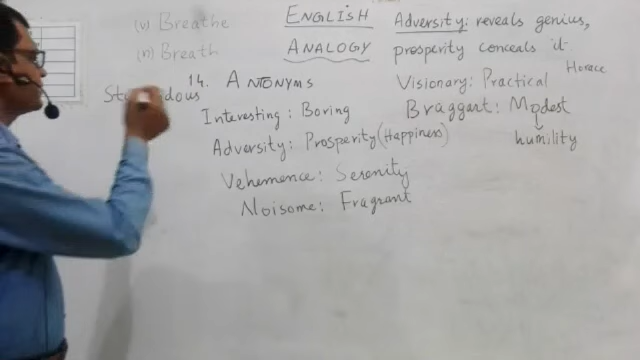 (v) Breathe
(n) Breath
ENGLISH
ANALOGY
Adversity: reveals genius,
prosperity conceals it
Horace
14. ANTONYMS
Interesting: Boring
Adversity: Prosperity (Happiness)
Vehemence: Serenity
Noisome: Fragrant
Visionary: Practical
Braggart: Modest
humility